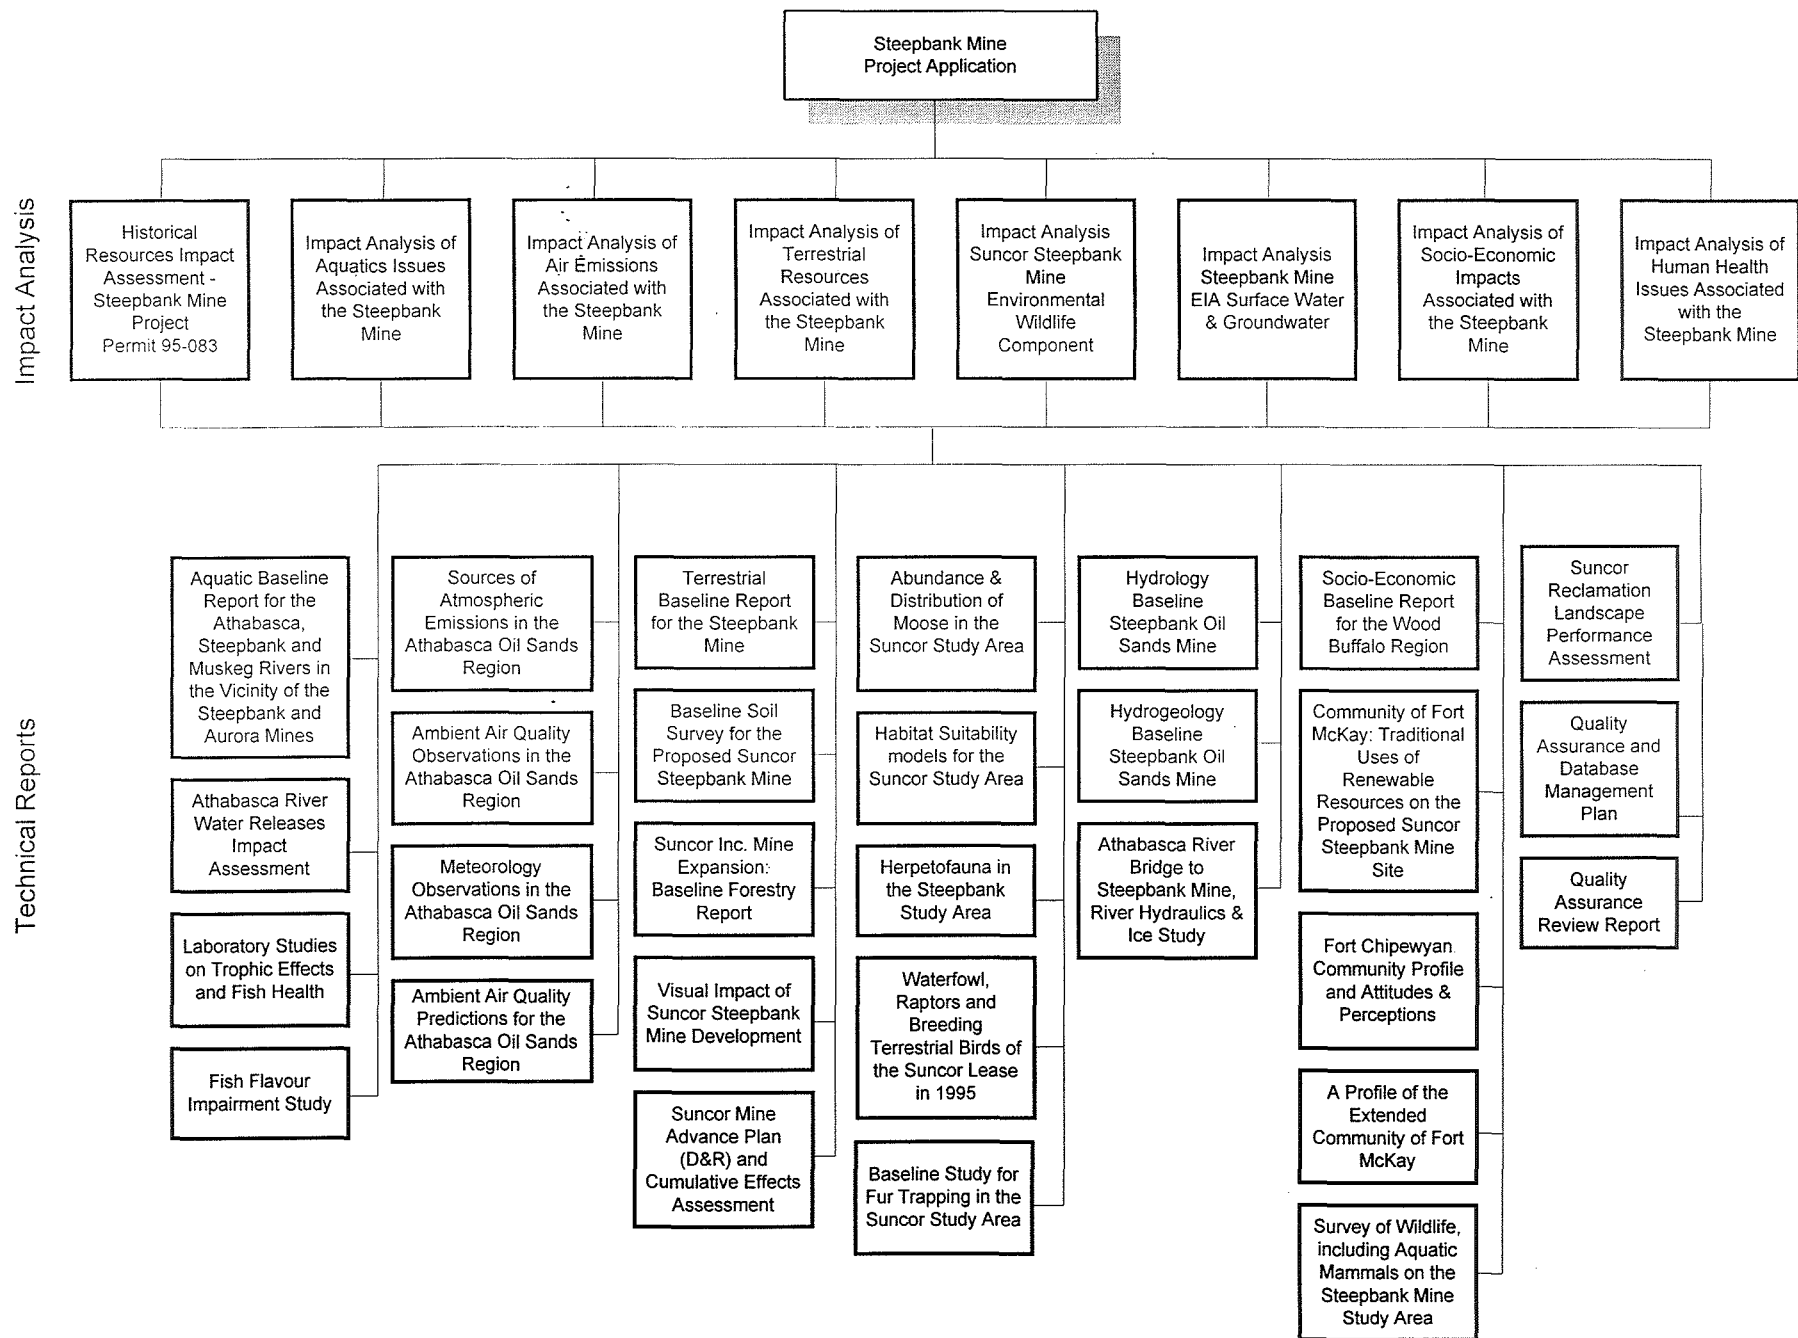 Steepbank Mine
Project Application
Impact Analysis
Historical
Resources Impact
Assessment -
Steepbank Mine
Project
Permit 95-083
Impact Analysis of
Aquatics Issues
Associated with
the Steepbank
Mine
Impact Analysis of
Air Emissions
Associated with
the Steepbank
Mine
Impact Analysis of
Terrestrial
Resources
Associated with
the Steepbank
Mine
Impact Analysis
Suncor Steepbank
Mine
Environmental
Wildlife
Component
Impact Analysis
Steepbank Mine
EIA Surface Water
& Groundwater
Impact Analysis of
Socio-Economic
Impacts
Associated with
the Steepbank
Mine
Impact Analysis of
Human Health
Issues Associated
with the
Steepbank Mine
Technical Reports
Aquatic Baseline
Report for the
Athabasca,
Steepbank and
Muskeg Rivers in
the Vicinity of the
Steepbank and
Aurora Mines
Athabasca River
Water Releases
Impact
Assessment
Laboratory Studies
on Trophic Effects
and Fish Health
Fish Flavour
Impairment Study
Sources of
Atmospheric
Emissions in the
Athabasca Oil Sands
Region
Ambient Air Quality
Observations in the
Athabasca Oil Sands
Region
Meteorology
Observations in the
Athabasca Oil Sands
Region
Ambient Air Quality
Predictions for the
Athabasca Oil Sands
Region
Terrestrial
Baseline Report
for the Steepbank
Mine
Baseline Soil
Survey for the
Proposed Suncor
Steepbank Mine
Suncor Inc. Mine
Expansion:
Baseline Forestry
Report
Visual Impact of
Suncor Steepbank
Mine Development
Suncor Mine
Advance Plan
(D&R) and
Cumulative Effects
Assessment
Abundance &
Distribution of
Moose in the
Suncor Study Area
Habitat Suitability
models for the
Suncor Study Area
Herpetofauna in
the Steepbank
Study Area
Waterfowl,
Raptors and
Breeding
Terrestrial Birds of
the Suncor Lease
in 1995
Baseline Study for
Fur Trapping in the
Suncor Study Area
Hydrology
Baseline
Steepbank Oil
Sands Mine
Hydrogeology
Baseline
Steepbank Oil
Sands Mine
Athabasca River
Bridge to
Steepbank Mine,
River Hydraulics &
Ice Study
Socio-Economic
Baseline Report
for the Wood
Buffalo Region
Community of Fort
McKay: Traditional
Uses of
Renewable
Resources on the
Proposed Suncor
Steepbank Mine
Site
Fort Chipewyan
Community Profile
and Attitudes &
Perceptions
A Profile of the
Extended
Community of Fort
McKay
Survey of Wildlife,
including Aquatic
Mammals on the
Steepbank Mine
Study Area
Suncor
Reclamation
Landscape
Performance
Assessment
Quality
Assurance and
Database
Management
Plan
Quality
Assurance
Review Report